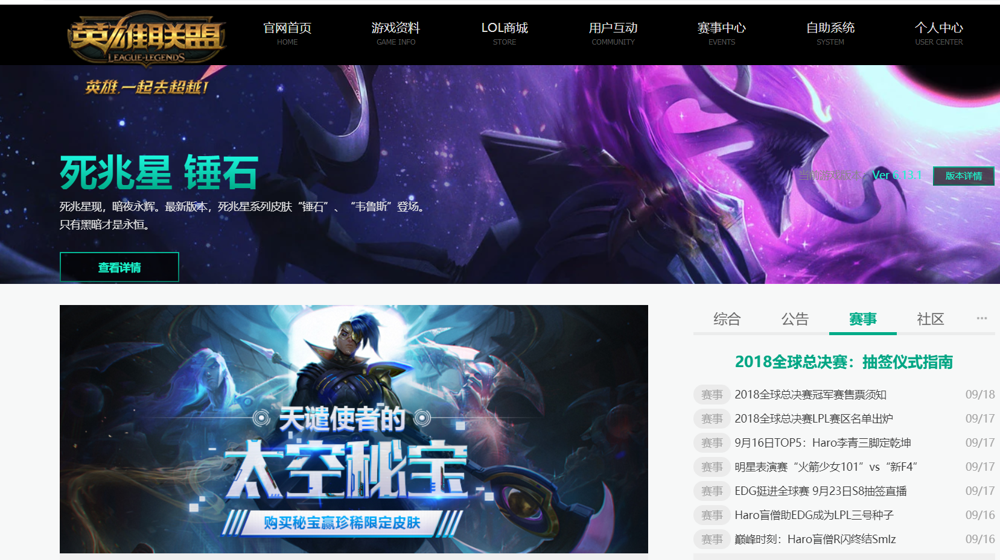 英雄联盟
LEAGUE OF LEGENDS
官网首页
HOME
游戏资料
GAME INFO
LOL商城
STORE
用户互动
COMMUNITY
赛事中心
EVENTS
自助系统
SYSTEM
个人中心
USER CENTER
英雄,一起去超越!
死兆星 锤石
死兆星现，暗夜永辉。最新版本，死兆星系列皮肤“锤石”、“韦鲁斯”登场。
只有黑暗才是永恒。
查看详情
当前游戏版本 Ver 6.13.1
版本详情
天谴使者的
太空秘宝
购买秘宝赢珍稀限定皮肤
综合 公告 赛事 社区 ···
2018全球总决赛：抽签仪式指南
赛事 2018全球总决赛冠军赛售票须知 09/18
赛事 2018全球总决赛LPL赛区名单出炉 09/17
赛事 9月16日TOP5：Haro李青三脚定乾坤 09/17
赛事 明星表演赛“火箭少女101”vs“新F4” 09/17
赛事 EDG挺进全球赛 9月23日S8抽签直播 09/17
赛事 Haro盲僧助EDG成为LPL三号种子 09/16
赛事 巅峰时刻：Haro盲僧R闪终结Smlz 09/16